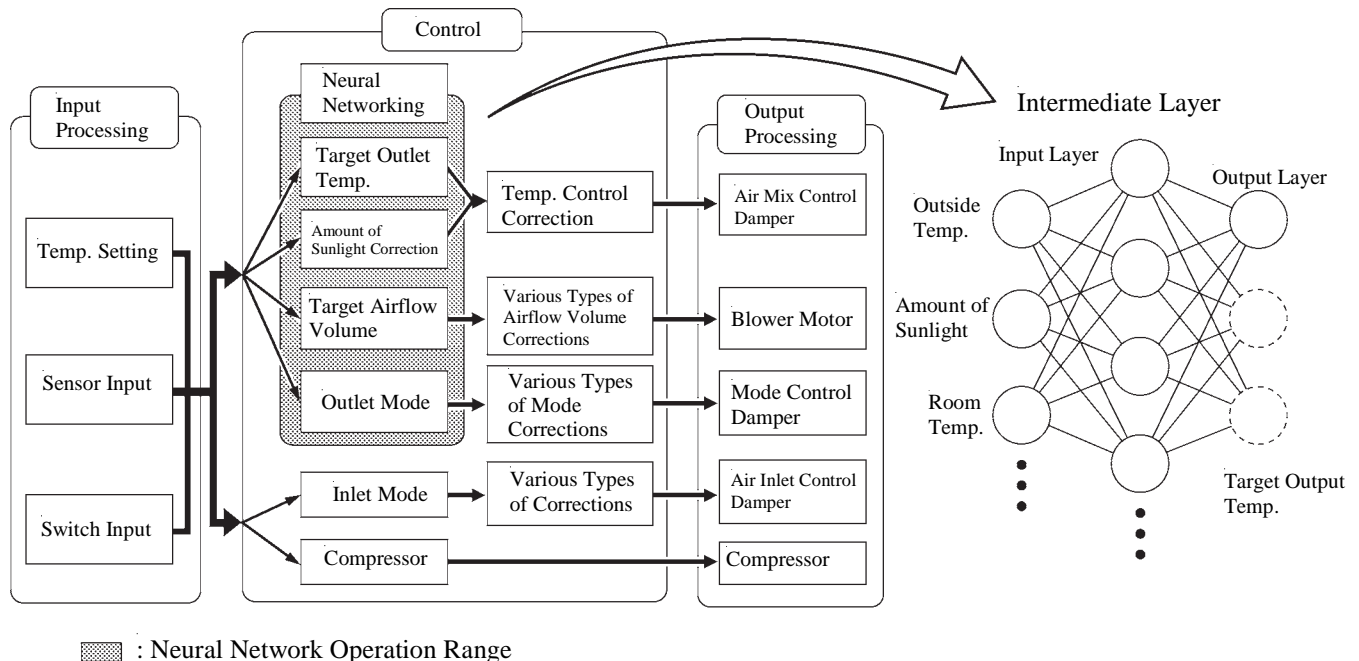 Control
Input
Processing
Neural
Networking
Output
Processing
Intermediate Layer
Input Layer
Output Layer
Target Outlet
Temp.
Amount of
Sunlight Correction
Temp. Control
Correction
Air Mix Control
Damper
Outside
Temp.
Temp. Setting
Target Airflow
Volume
Various Types of
Airflow Volume
Corrections
Blower Motor
Amount of
Sunlight
Sensor Input
Outlet Mode
Various Types
of Mode
Corrections
Mode Control
Damper
Room
Temp.
Switch Input
Inlet Mode
Various Types
of Corrections
Air Inlet Control
Damper
Target Output
Temp.
Compressor
Compressor
: Neural Network Operation Range